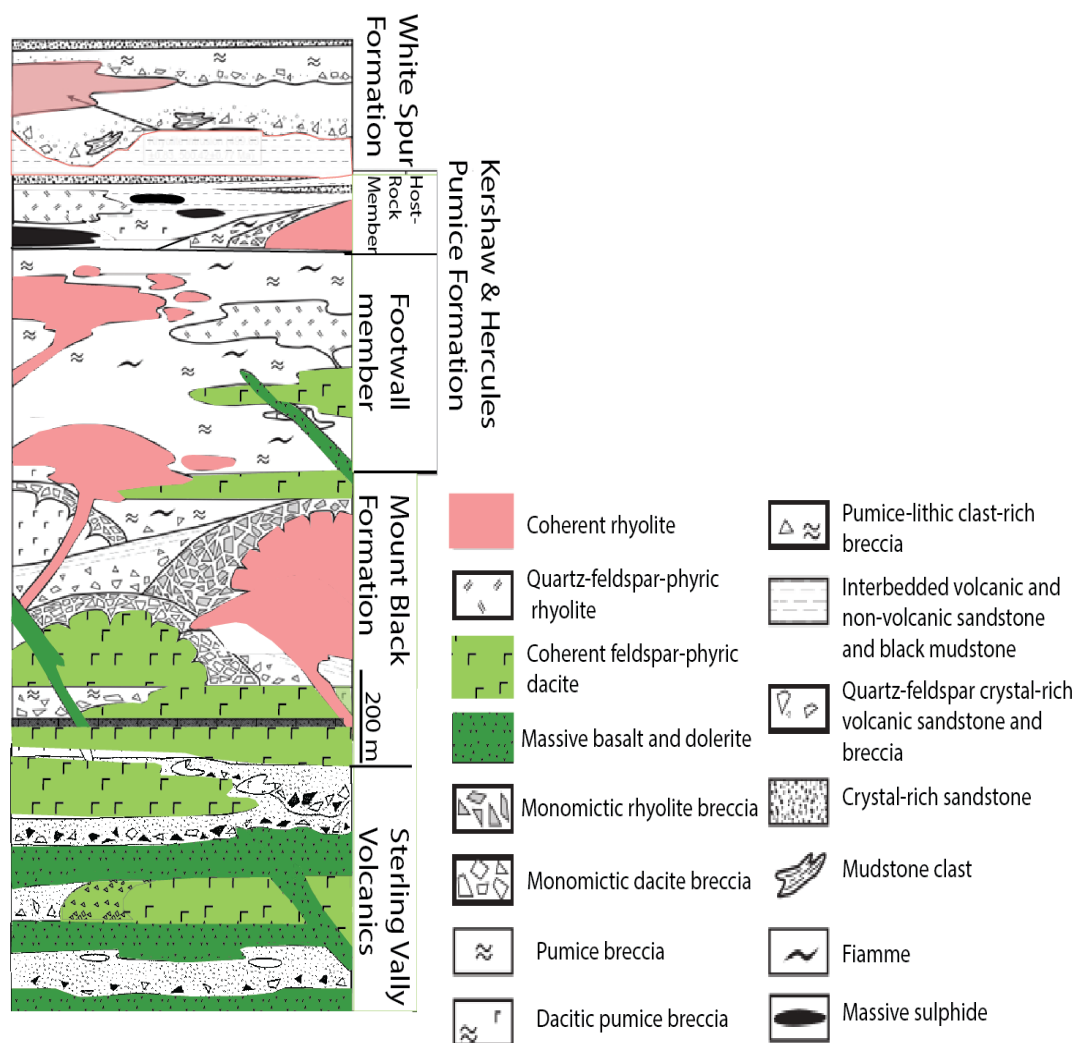 White Spur
Formation
Host-
Rock
Member
Kershaw & Hercules
Pumice Formation
Footwall
member
Mount Black
Formation
200 m
Sterling Vally
Volcanics
Coherent rhyolite
Quartz-feldspar-phyric
rhyolite
Coherent feldspar-phyric
dacite
Massive basalt and dolerite
Monomictic rhyolite breccia
Monomictic dacite breccia
Pumice breccia
Dacitic pumice breccia
Pumice-lithic clast-rich
breccia
Interbedded volcanic and
non-volcanic sandstone
and black mudstone
Quartz-feldspar crystal-rich
volcanic sandstone and
breccia
Crystal-rich sandstone
Mudstone clast
Fiamme
Massive sulphide